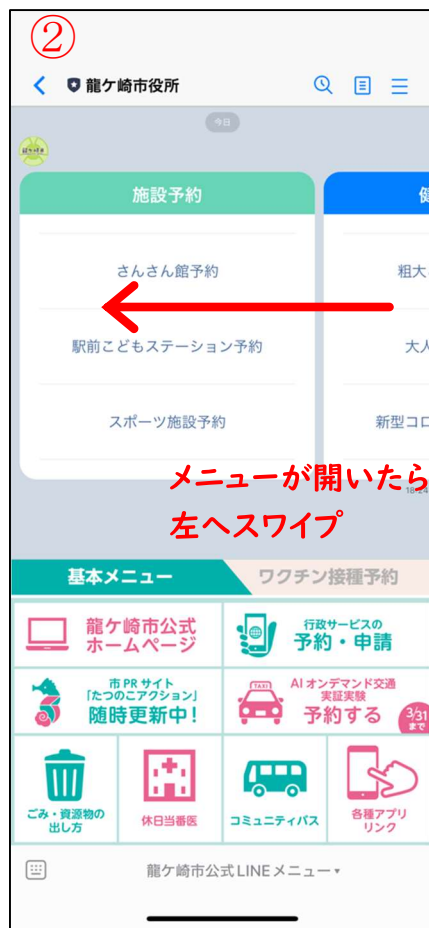 ②
龍ケ崎市役所
今日
施設予約
さんさん館予約
粗大
駅前こどもステーション予約
大人
スポーツ施設予約
新型コロ
メニューが開いたら
左へスワイプ
基本メニュー
ワクチン接種予約
龍ケ崎市公式
ホームページ
行政サービスの
予約・申請
市PRサイト
「たつのこアクション」
随時更新中!
TAXI
AIオンデマンド交通
実証実験
予約する
3/31
まで
ごみ・資源物の
出し方
休日当番医
コミュニティバス
各種アプリ
リンク
龍ケ崎市公式LINEメニュー▾